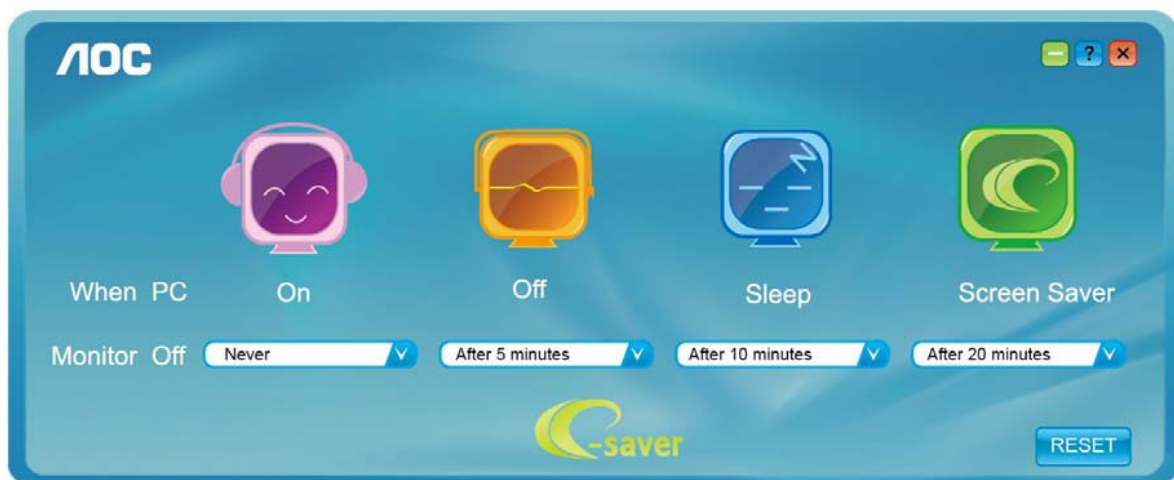 AOC
?
When PC On Off Sleep Screen Saver
Monitor Off Never After 5 minutes After 10 minutes After 20 minutes
e-saver
RESET